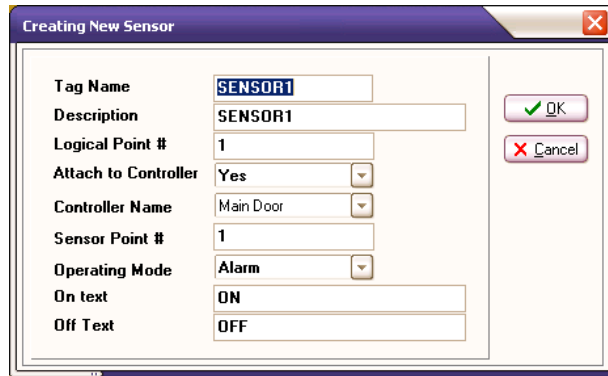 Creating New Sensor
Tag Name SENSOR1
Description SENSOR1
Logical Point # 1
Attach to Controller Yes
Controller Name Main Door
Sensor Point # 1
Operating Mode Alarm
On text ON
Off Text OFF
OK
Cancel